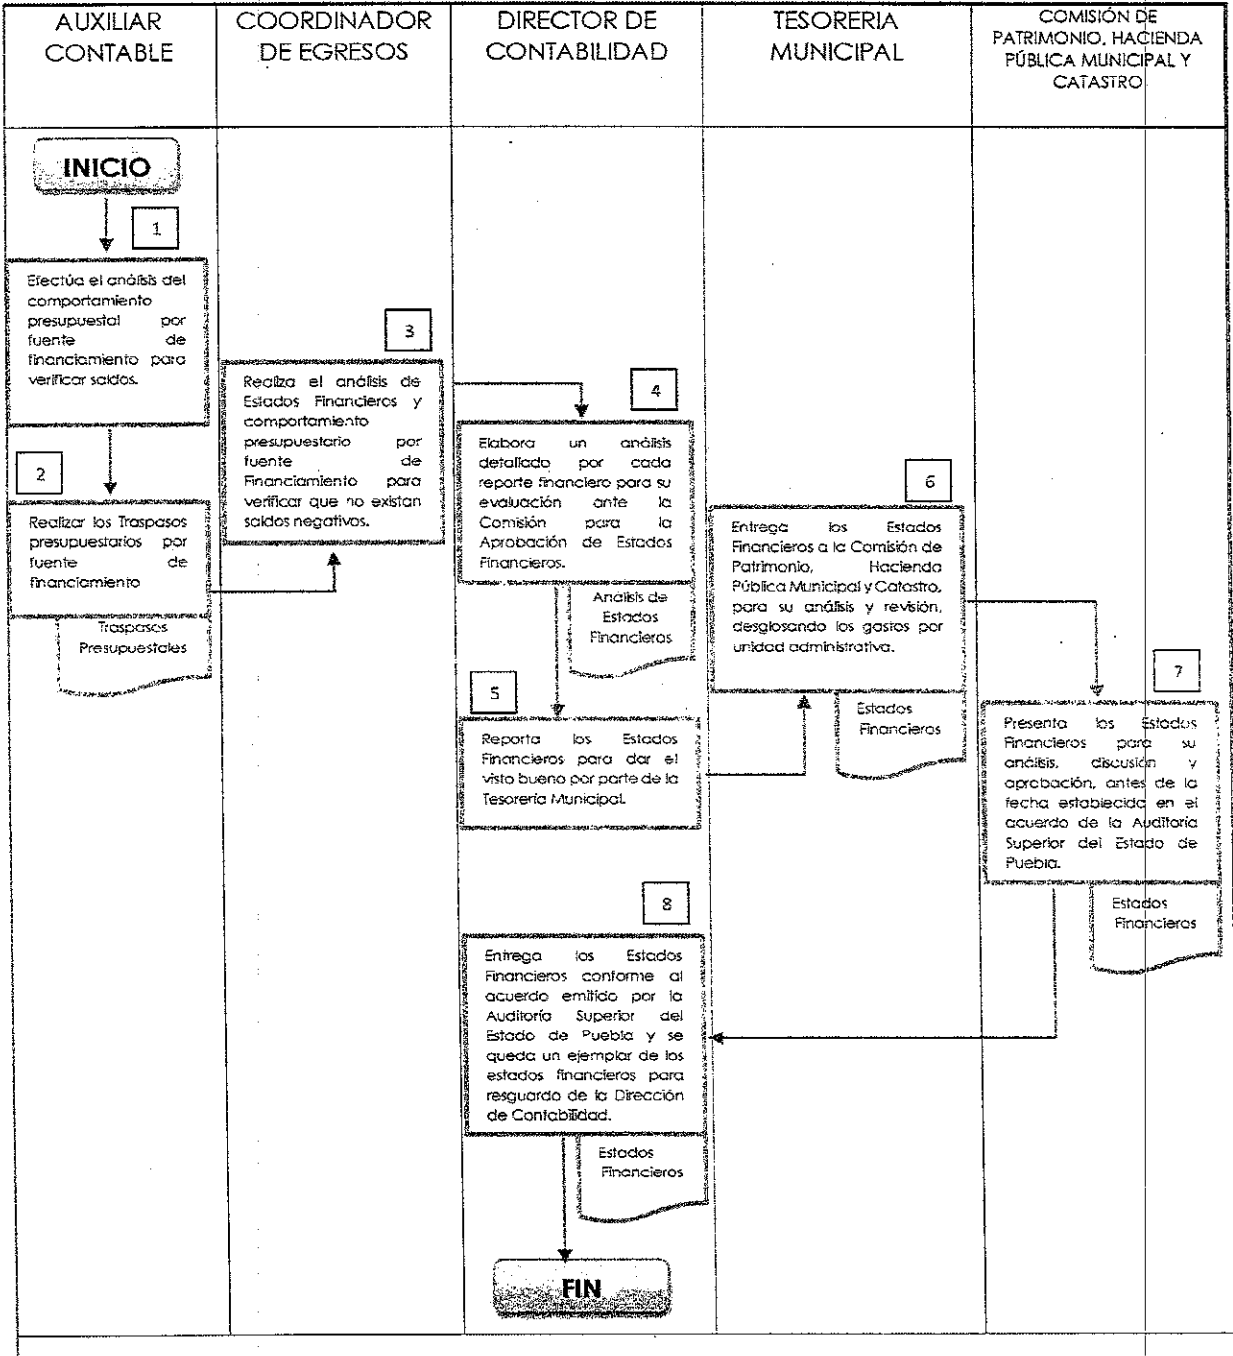 AUXILIAR
CONTABLE
COORDINADOR
DE EGRESOS
DIRECTOR DE
CONTABILIDAD
TESORERIA
MUNICIPAL
COMISIÓN DE
PATRIMONIO, HACIENDA
PÚBLICA MUNICIPAL Y
CATASTRO
INICIO
1
Efectúa el análisis del
comportamiento
presupuestal por
fuente de
financiamiento para
verificar saldos.
2
Realizar los Traspasos
presupuestarios por
fuente de
financiamiento
Traspasos
Presupuestales
3
Realiza el análisis de
Estados Financieros y
comportamiento
presupuestario por
fuente de
Financiamiento para
verificar que no existan
saldos negativos.
4
Elabora un análisis
detallado por cada
reporte financiero para su
evaluación ante la
Comisión para la
Aprobación de Estados
Financieros.
Análisis de
Estados
Financieros
5
Reporta los Estados
Financieros para dar el
visto bueno por parte de la
Tesorería Municipal.
6
Entrega los Estados
Financieros a la Comisión de
Patrimonio, Hacienda
Pública Municipal y Catastro,
para su análisis y revisión,
desglosando los gastos por
unidad administrativa.
Estados
Financieros
7
Presenta los Estados
Financieros para su
análisis, discusión y
aprobación, antes de la
fecha establecida en el
acuerdo de la Auditoría
Superior del Estado de
Puebla.
Estados
Financieros
8
Entrega los Estados
Financieros conforme al
acuerdo emitido por la
Auditoría Superior del
Estado de Puebla y se
queda un ejemplar de los
estados financieros para
resguardo de la Dirección
de Contabilidad.
Estados
Financieros
FIN